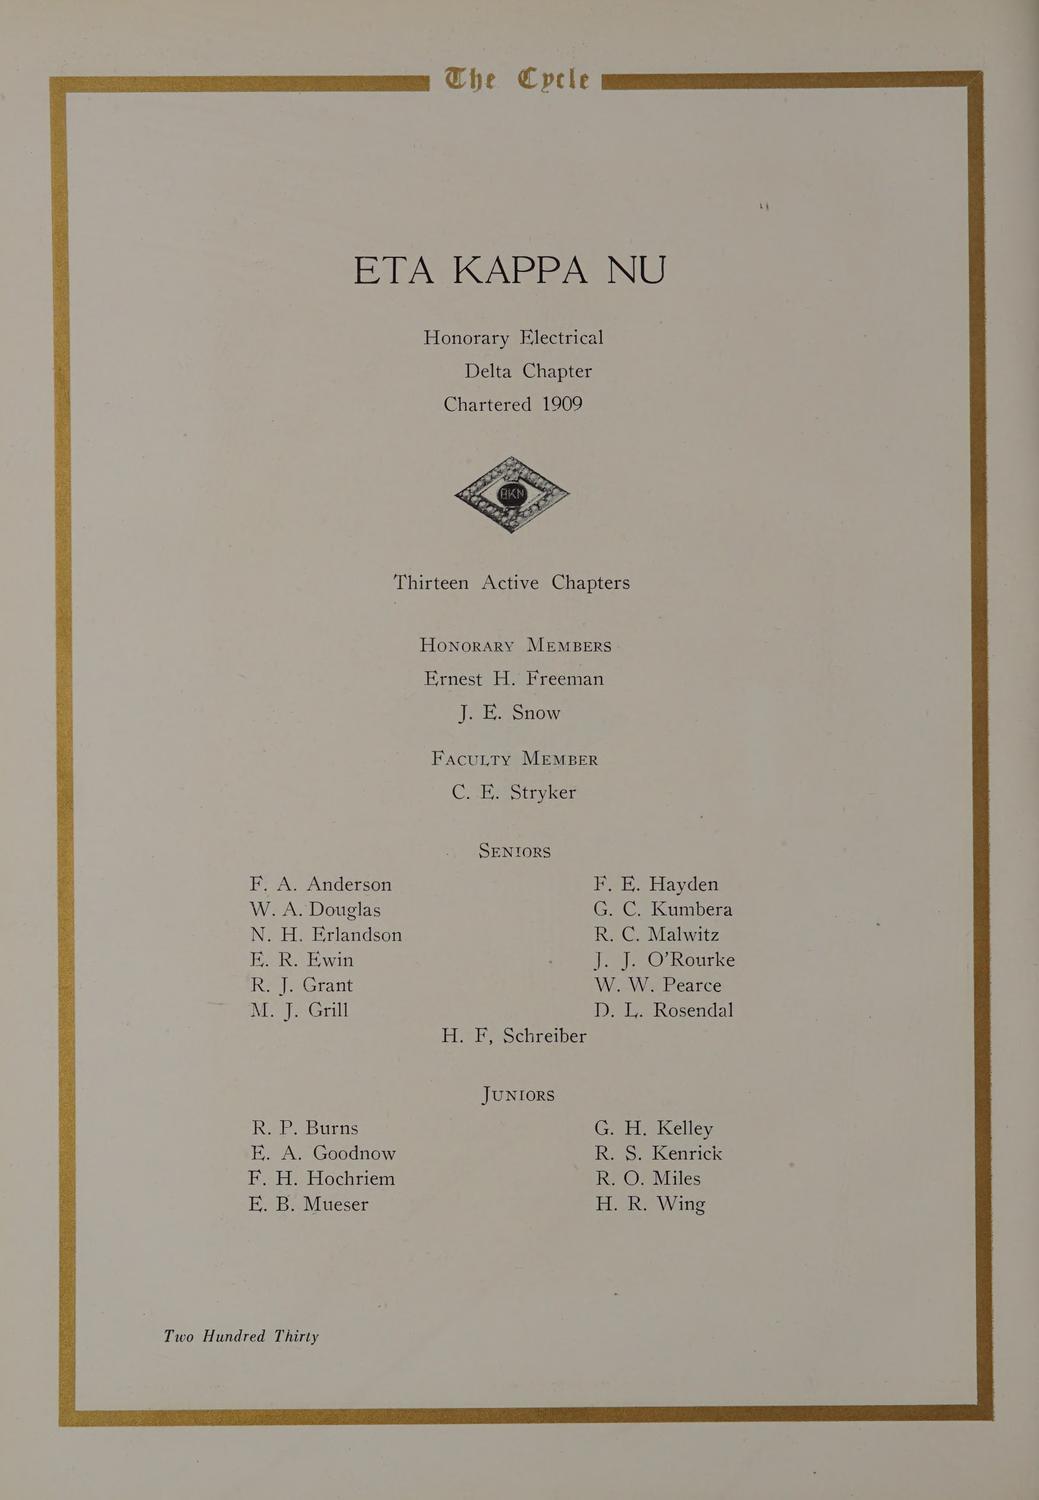 The Cycle
ETA KAPPA NU
Honorary Electrical
Delta Chapter
Chartered 1909
HKN
Thirteen Active Chapters
HONORARY MEMBERS
Ernest H. Freeman
J. E. Snow
FACULTY MEMBER
C. E. Stryker
SENIORS
F. A. Anderson
W. A. Douglas
N. H. Erlandson
E. R. Ewin
R. J. Grant
M. J. Grill
F. E. Hayden
G. C. Kumbera
R. C. Malwitz
J. J. O'Rourke
W. W. Pearce
D. L. Rosendal
H. F, Schreiber
JUNIORS
R. P. Burns
E. A. Goodnow
F. H. Hochriem
E. B. Mueser
G. H. Kelley
R. S. Kenrick
R. O. Miles
H. R. Wing
Two Hundred Thirty